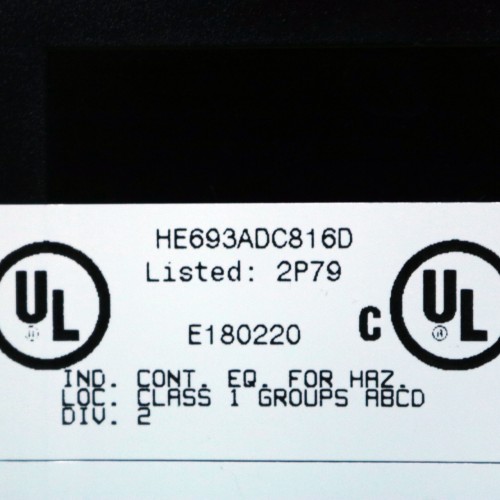 HE693ADC816D
Listed: 2P79
UL
C UL
E180220
IND. CONT. EQ. FOR HAZ.
LOC. CLASS 1 GROUPS ABCD
DIV. 2